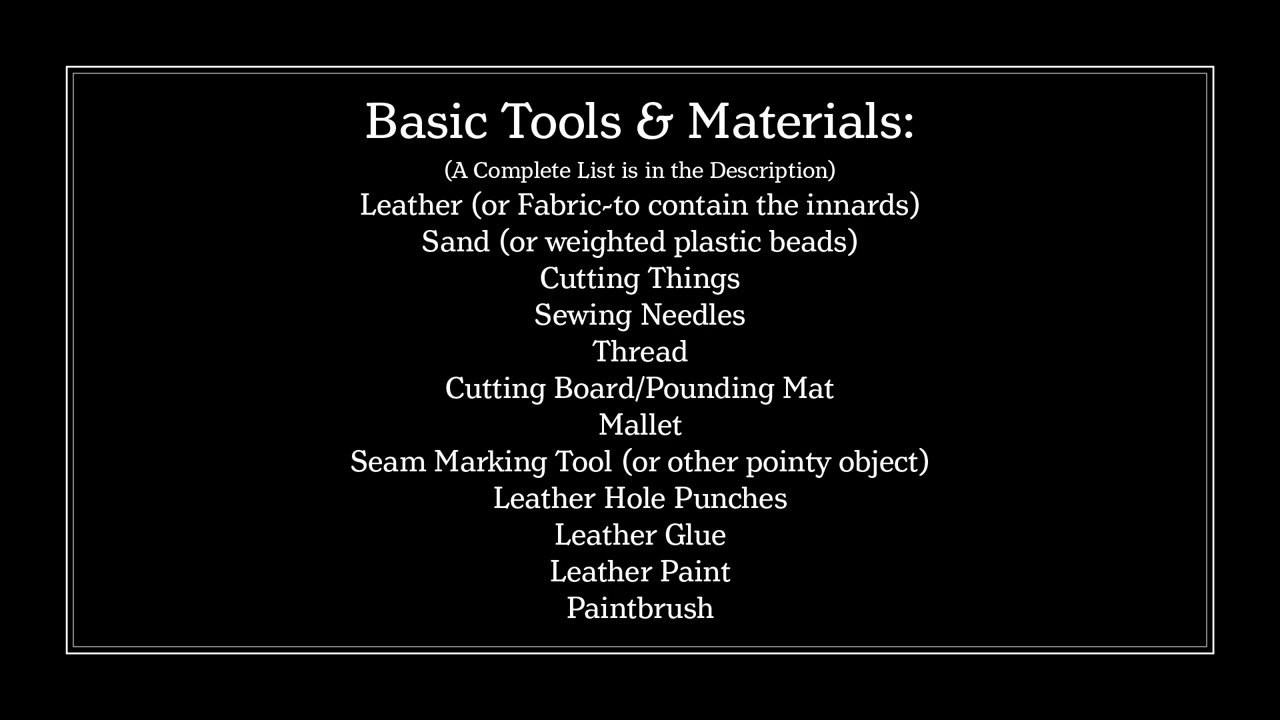 Basic Tools & Materials:
(A Complete List is in the Description)
Leather (or Fabric-to contain the innards)
Sand (or weighted plastic beads)
Cutting Things
Sewing Needles
Thread
Cutting Board/Pounding Mat
Mallet
Seam Marking Tool (or other pointy object)
Leather Hole Punches
Leather Glue
Leather Paint
Paintbrush